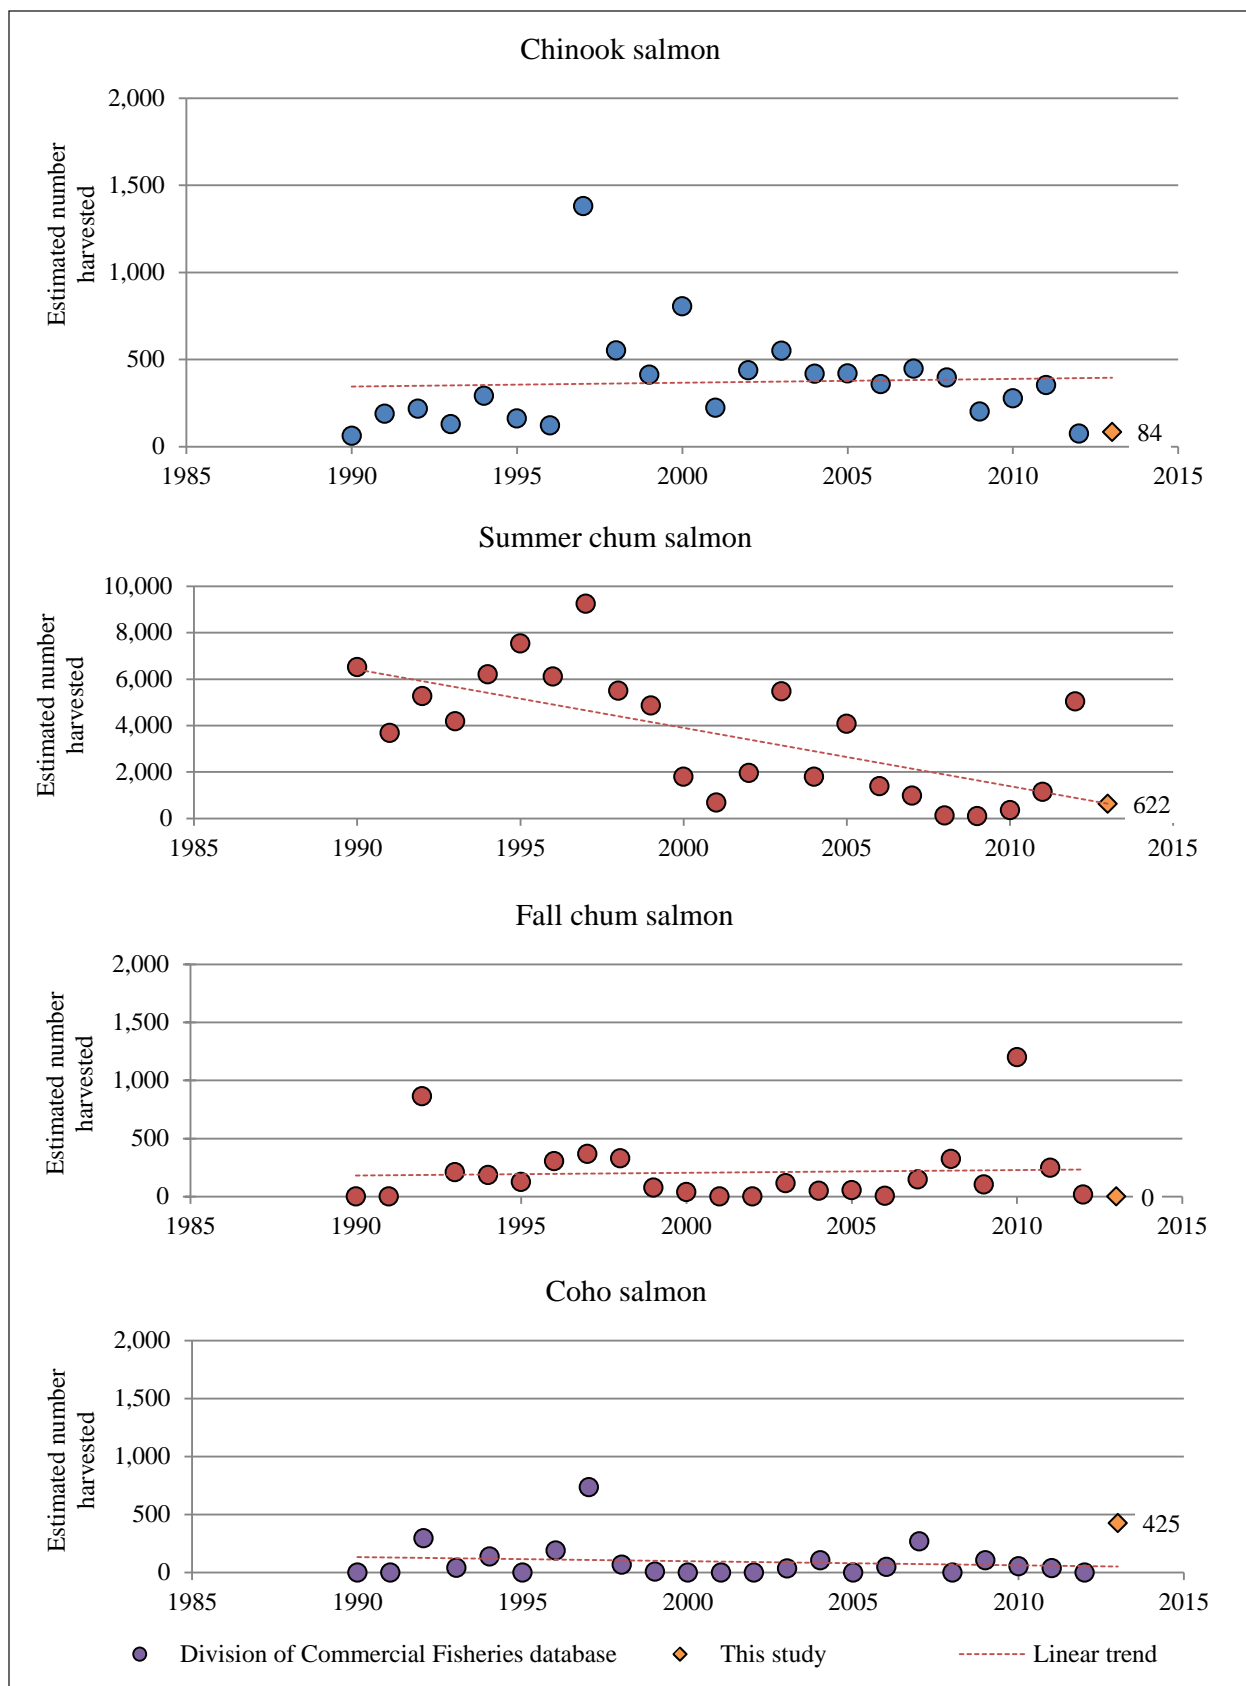 Chinook salmon
2,000
1,500
1,000
500
0
Estimated number
harvested
84
1985 1990 1995 2000 2005 2010 2015
Summer chum salmon
10,000
8,000
6,000
4,000
2,000
0
Estimated number
harvested
622
1985 1990 1995 2000 2005 2010 2015
Fall chum salmon
2,000
1,500
1,000
500
0
Estimated number
harvested
0
1985 1990 1995 2000 2005 2010 2015
Coho salmon
2,000
1,500
1,000
500
0
Estimated number
harvested
425
1985 1990 1995 2000 2005 2010 2015
Division of Commercial Fisheries database This study Linear trend